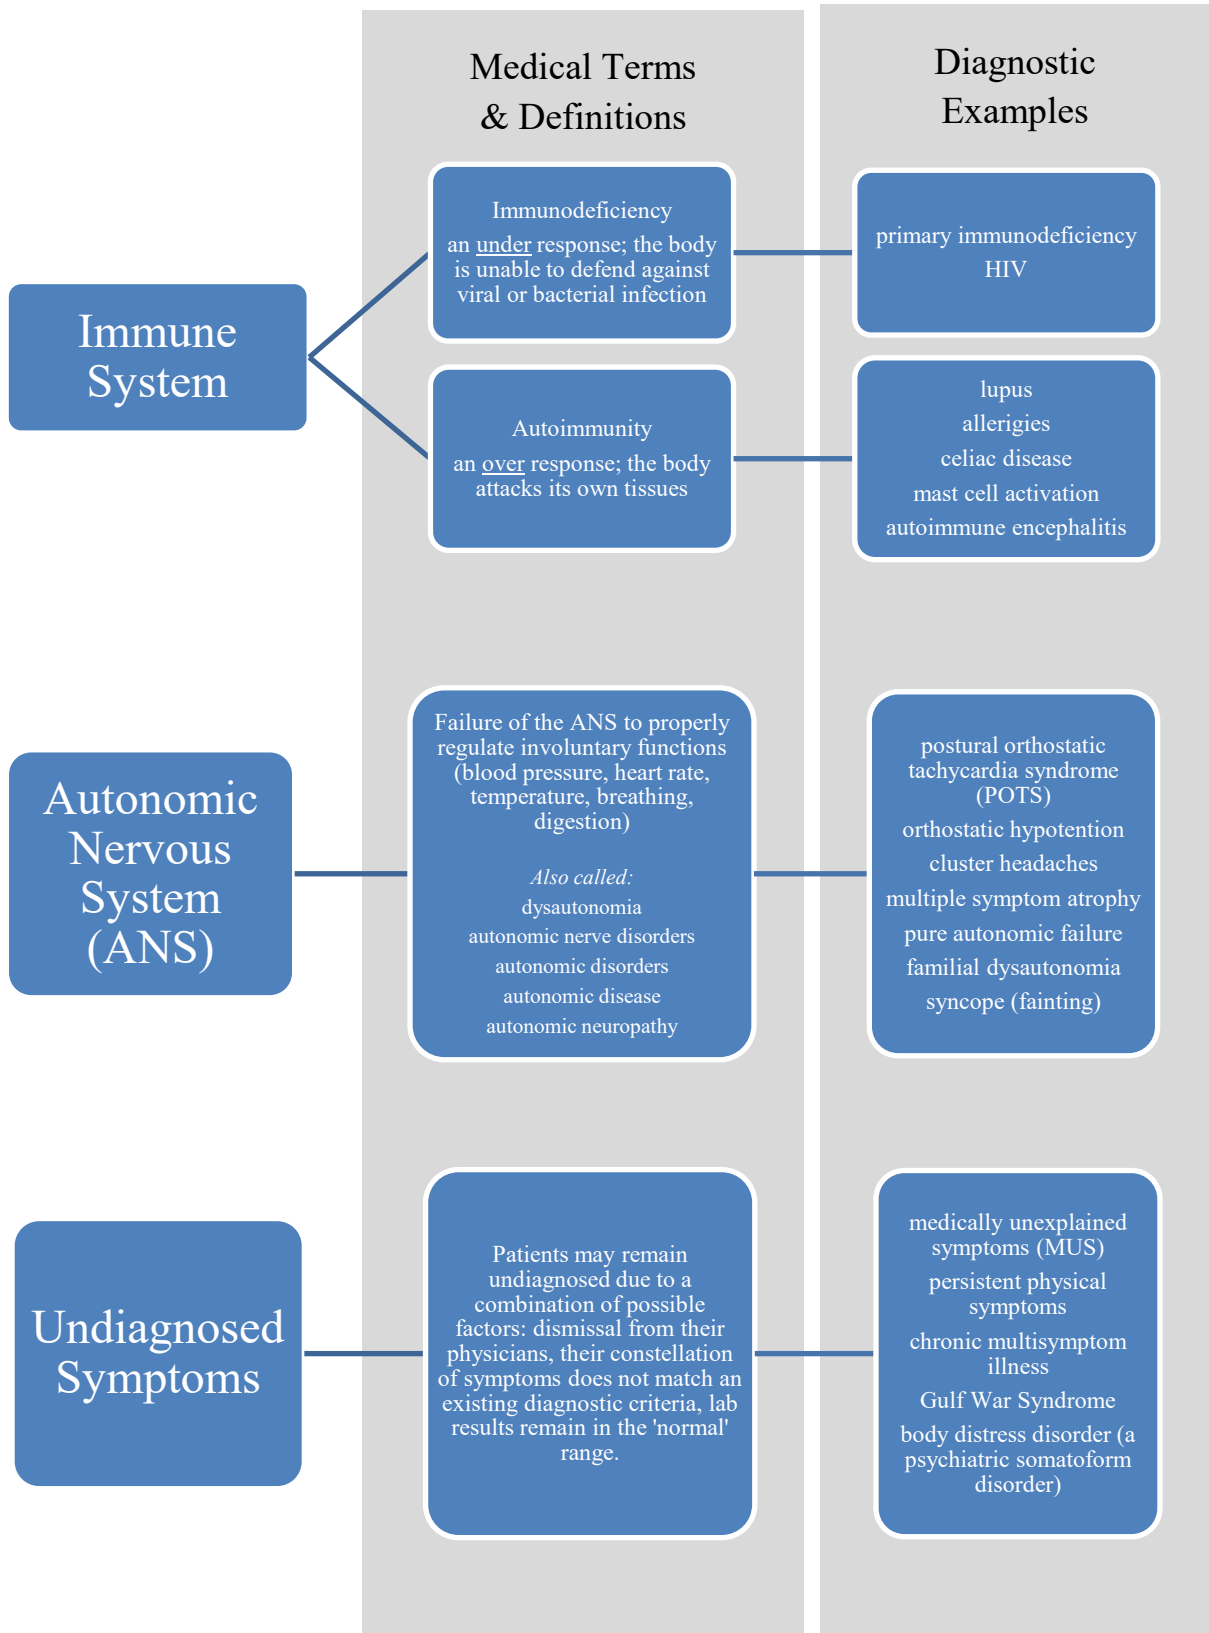 Medical Terms
& Definitions
Diagnostic
Examples
Immune
System
Immunodeficiency
an under response; the body
is unable to defend against
viral or bacterial infection
primary immunodeficiency
HIV
Autoimmunity
an over response; the body
attacks its own tissues
lupus
allerigies
celiac disease
mast cell activation
autoimmune encephalitis
Autonomic
Nervous
System
(ANS)
Failure of the ANS to properly
regulate involuntary functions
(blood pressure, heart rate,
temperature, breathing,
digestion)
Also called:
dysautonomia
autonomic nerve disorders
autonomic disorders
autonomic disease
autonomic neuropathy
postural orthostatic
tachycardia syndrome
(POTS)
orthostatic hypotention
cluster headaches
multiple symptom atrophy
pure autonomic failure
familial dysautonomia
syncope (fainting)
Undiagnosed
Symptoms
Patients may remain
undiagnosed due to a
combination of possible
factors: dismissal from their
physicians, their constellation
of symptoms does not match an
existing diagnostic criteria, lab
results remain in the 'normal'
range.
medically unexplained
symptoms (MUS)
persistent physical
symptoms
chronic multisymptom
illness
Gulf War Syndrome
body distress disorder (a
psychiatric somatoform
disorder)